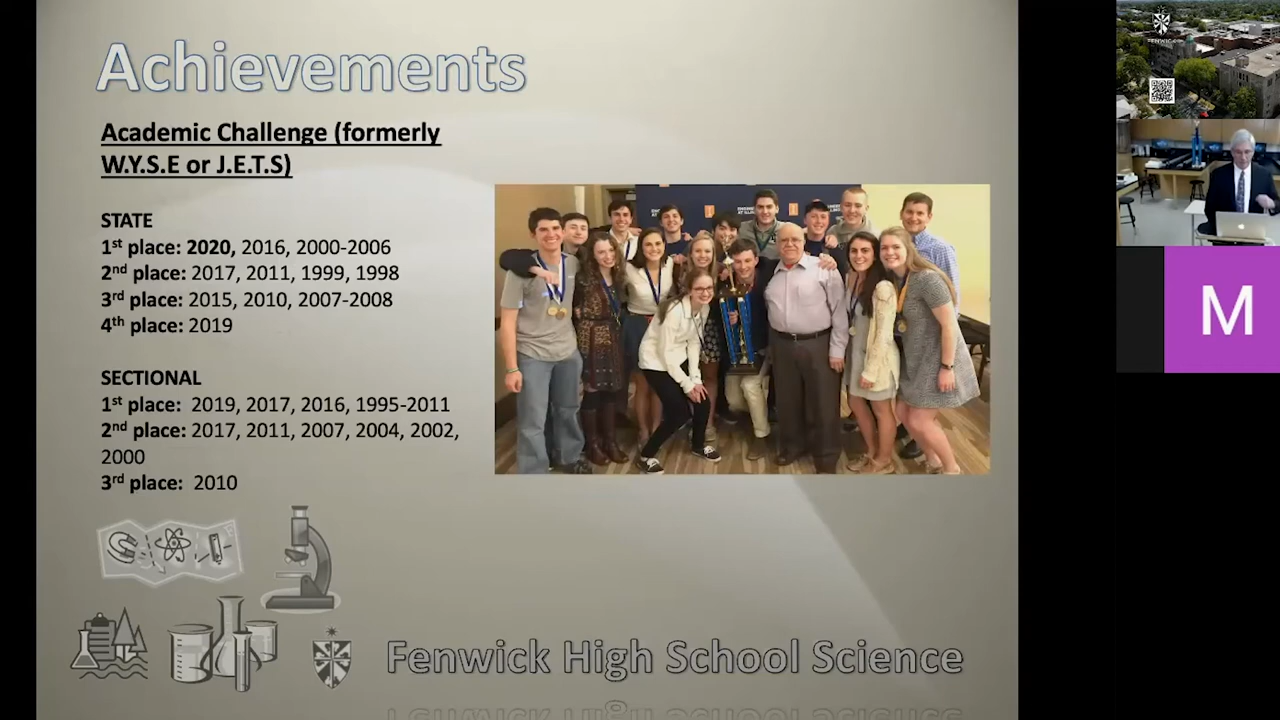 Achievements
Academic Challenge (formerly
W.Y.S.E or J.E.T.S)
STATE
1st place: 2020, 2016, 2000-2006
2nd place: 2017, 2011, 1999, 1998
3rd place: 2015, 2010, 2007-2008
4th place: 2019
SECTIONAL
1st place: 2019, 2017, 2016, 1995-2011
2nd place: 2017, 2011, 2007, 2004, 2002,
2000
3rd place: 2010
Fenwick High School Science
FENWICK
M